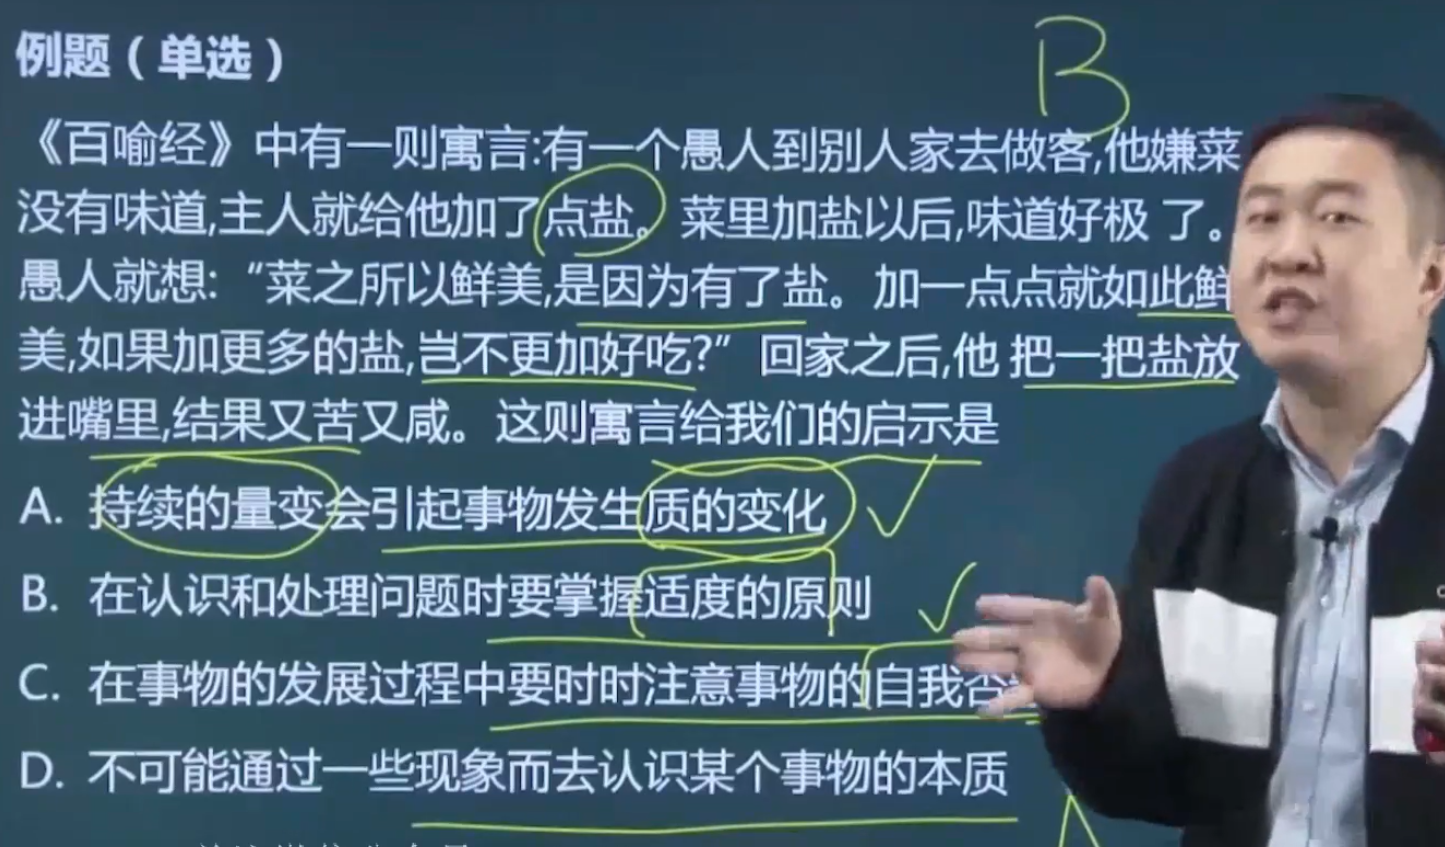 例题（单选）
B
《百喻经》中有一则寓言:有一个愚人到别人家去做客,他嫌菜
没有味道,主人就给他加了点盐。菜里加盐以后,味道好极 了。
愚人就想:“菜之所以鲜美,是因为有了盐。加一点点就如此鲜
美,如果加更多的盐,岂不更加好吃?” 回家之后,他 把一把盐放
进嘴里,结果又苦又咸。这则寓言给我们的启示是
A. 持续的量变会引起事物发生质的变化
B. 在认识和处理问题时要掌握适度的原则
C. 在事物的发展过程中要时时注意事物的自我否
D. 不可能通过一些现象而去认识某个事物的本质